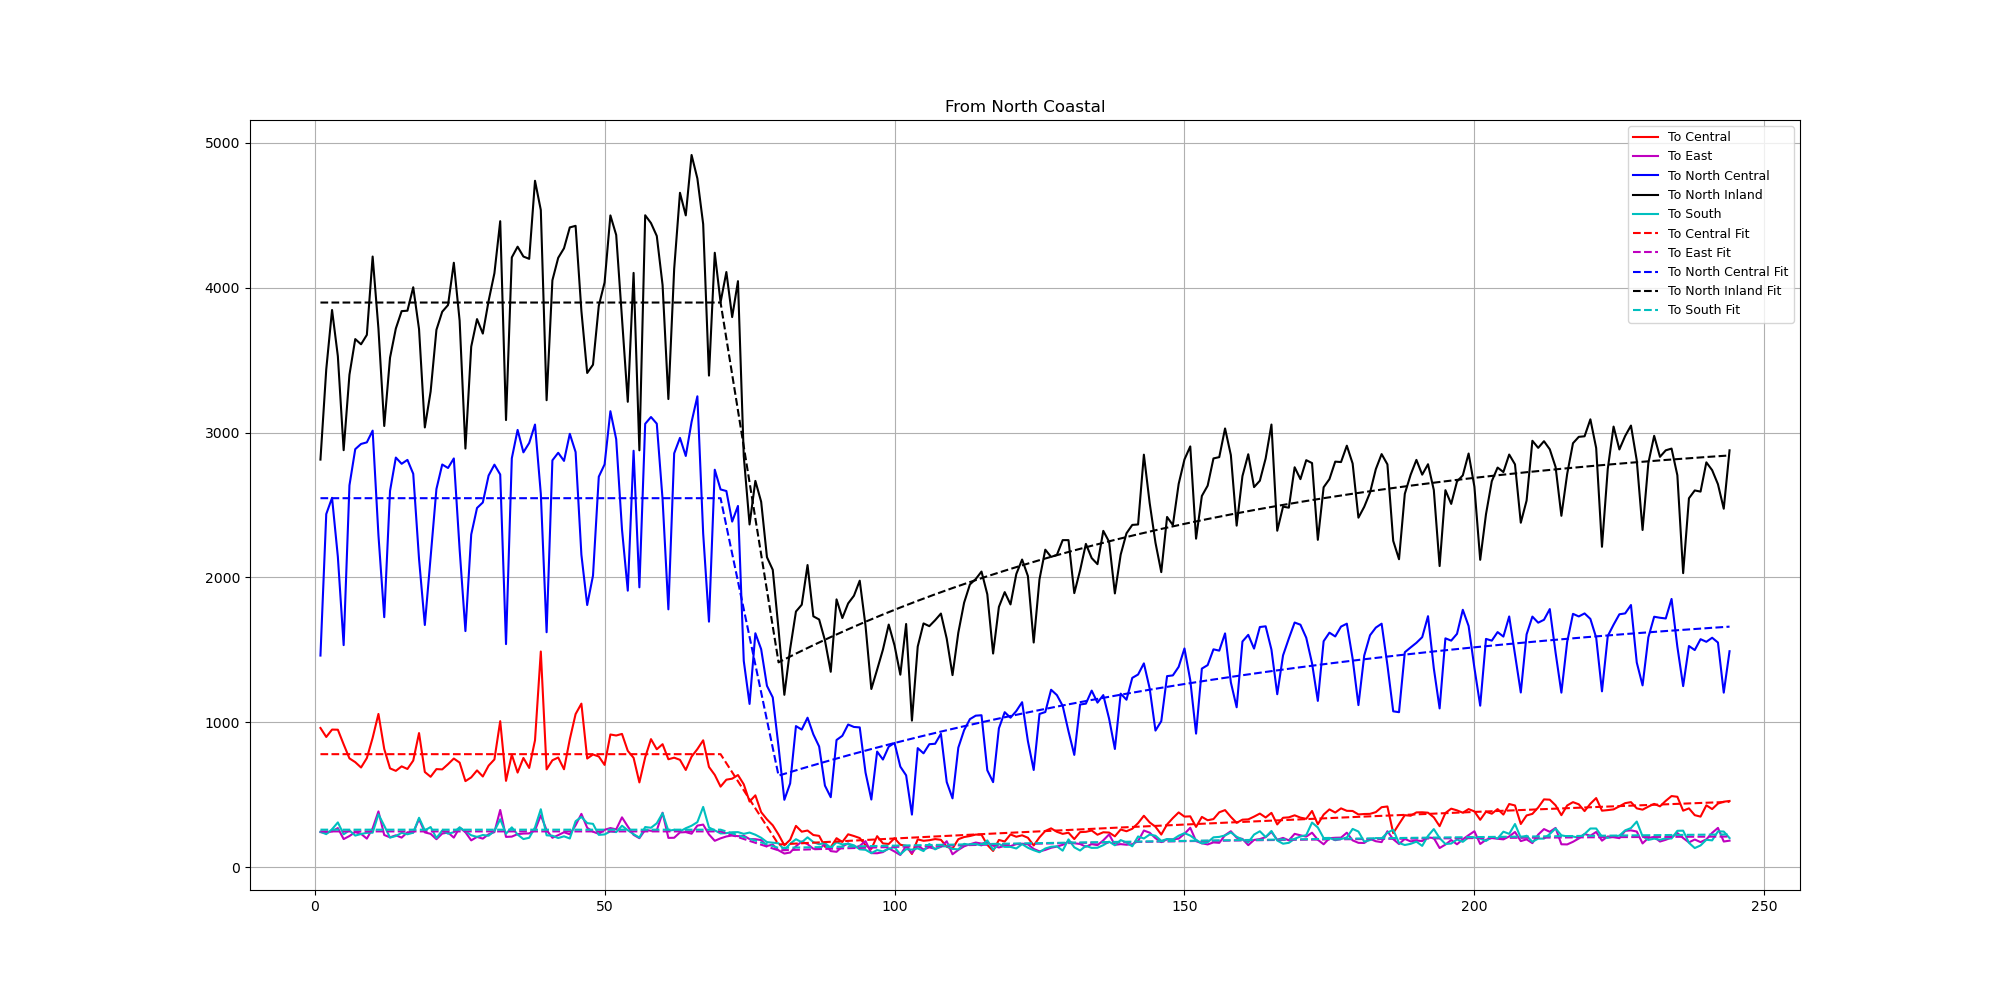 From North Coastal
5000
4000
3000
2000
1000
0
0 50 100 150 200 250
To Central
To East
To North Central
To North Inland
To South
To Central Fit
To East Fit
To North Central Fit
To North Inland Fit
To South Fit